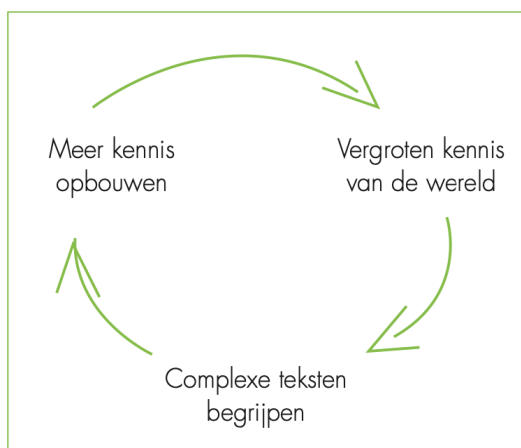 Meer kennis
opbouwen
Vergroten kennis
van de wereld
Complexe teksten
begrijpen